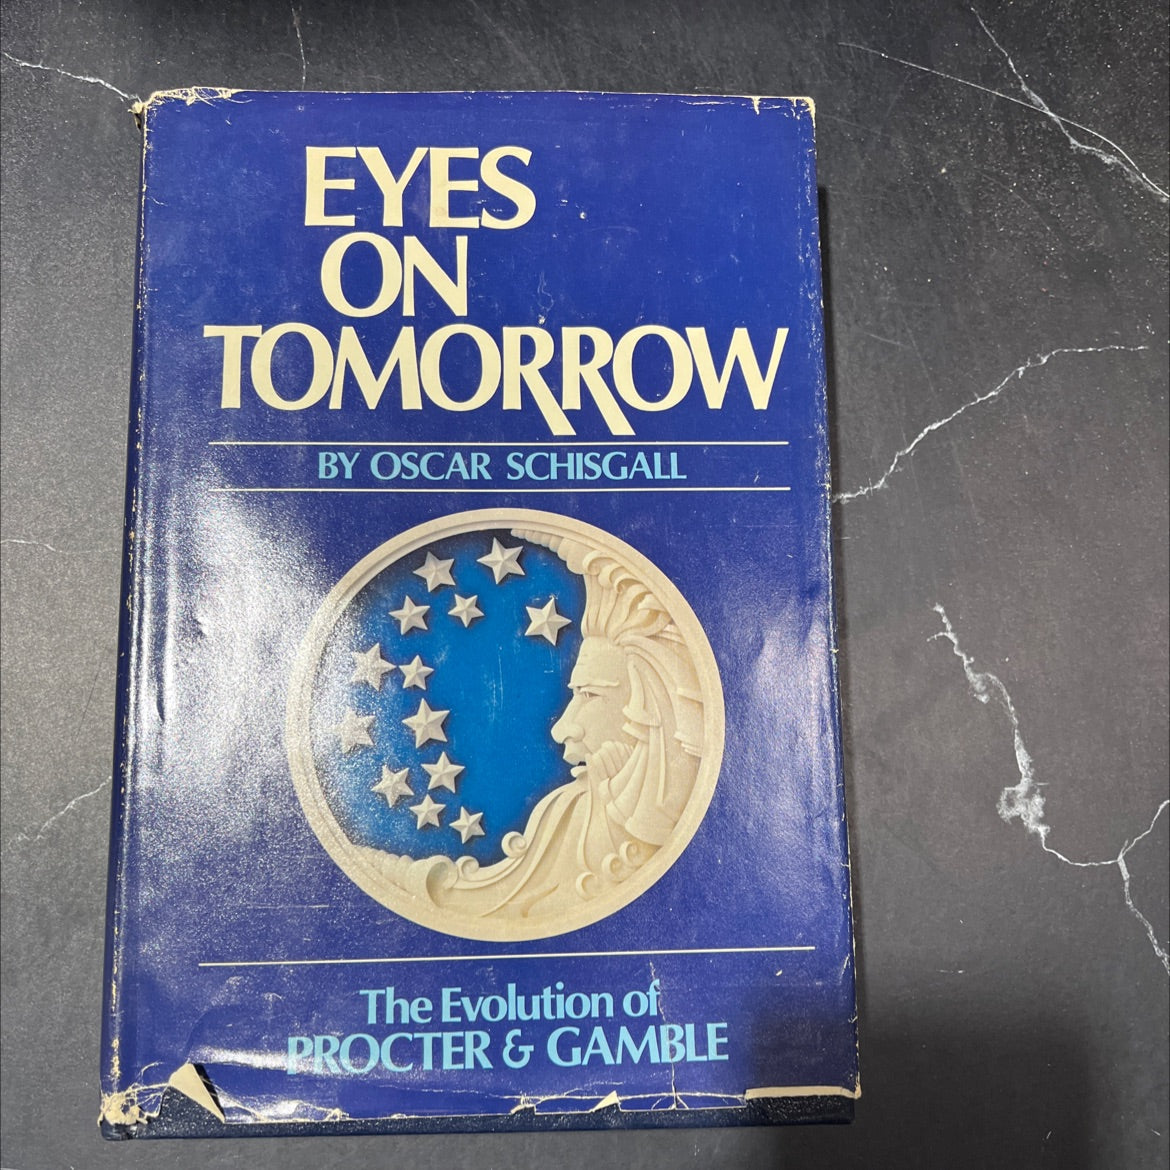 EYES
ON
TOMORROW
BY OSCAR SCHISGALL
The Evolution of
PROCTER & GAMBLE